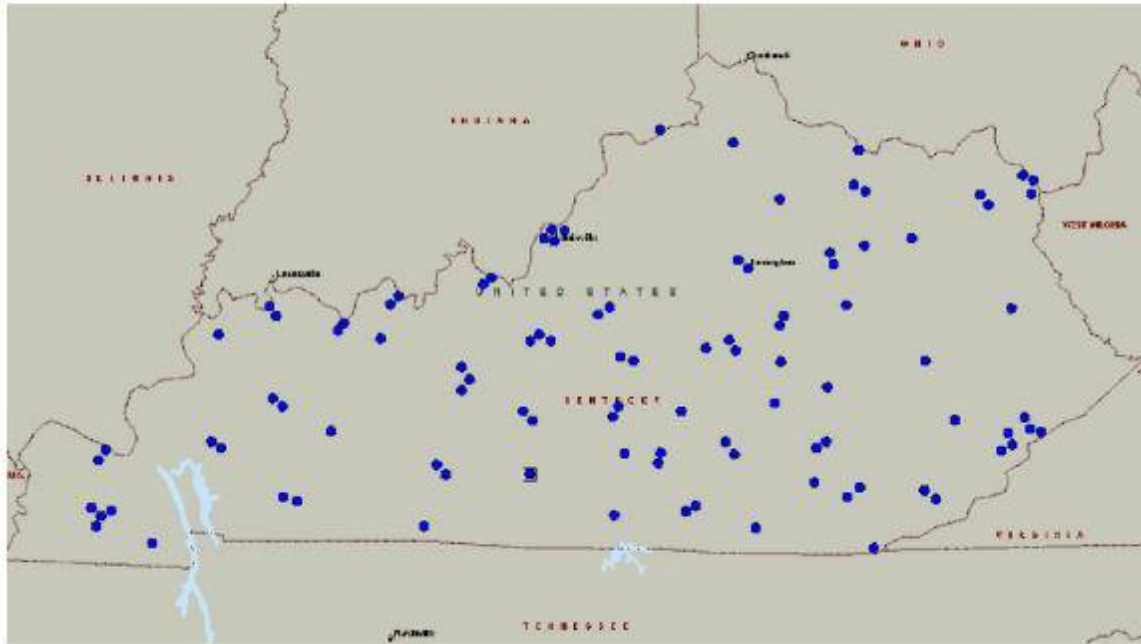 OHIO
INDIANA
ILLINOIS
WEST VIRGINIA
Louisville
Lexington
UNITED STATES
KENTUCKY
VIRGINIA
TENNESSEE